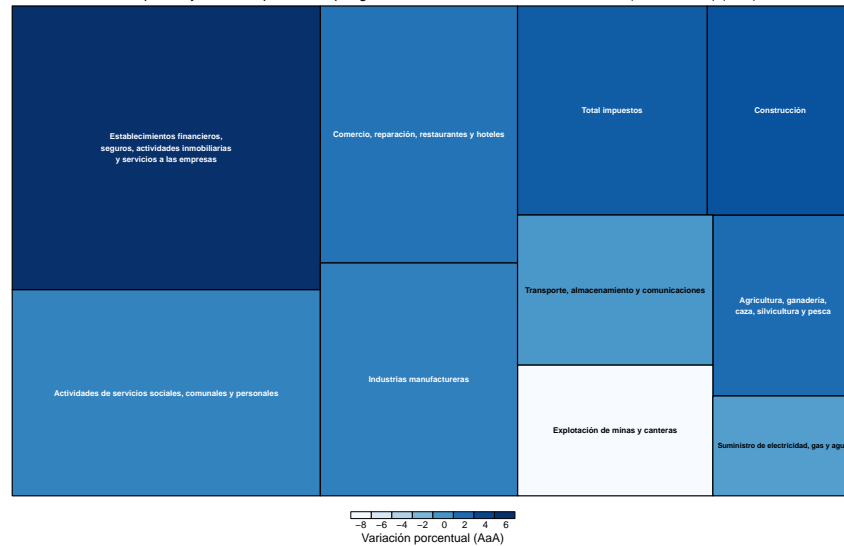 Establecimientos financieros,
seguros, actividades inmobiliarias
y servicios a las empresas
Comercio, reparación, restaurantes y hoteles
Total impuestos
Construcción
Transporte, almacenamiento y comunicaciones
Agricultura, ganadería,
caza, silvicultura y pesca
Actividades de servicios sociales, comunales y personales
Industrias manufactureras
Explotación de minas y canteras
Suministro de electricidad, gas y agu
−8 −6 −4 −2 0 2 4 6
Variación porcentual (AaA)